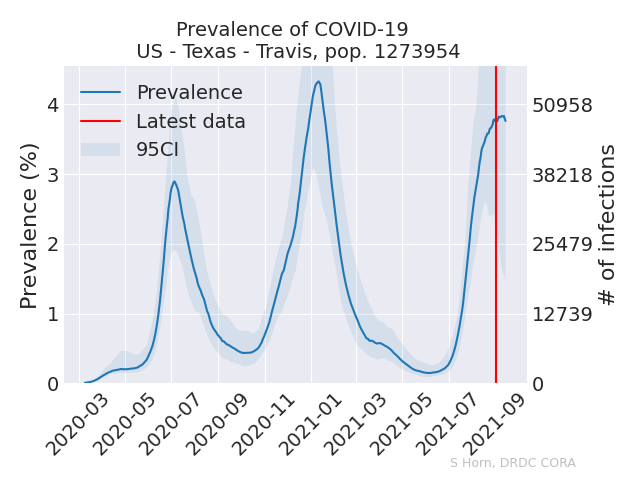 Prevalence of COVID-19
US - Texas - Travis, pop. 1273954
Prevalence
Latest data
95CI
Prevalence (%)
4
3
2
1
0
50958
38218
25479
12739
0
# of infections
2020-03
2020-05
2020-07
2020-09
2020-11
2021-01
2021-03
2021-05
2021-07
2021-09
S Horn, DRDC CORA